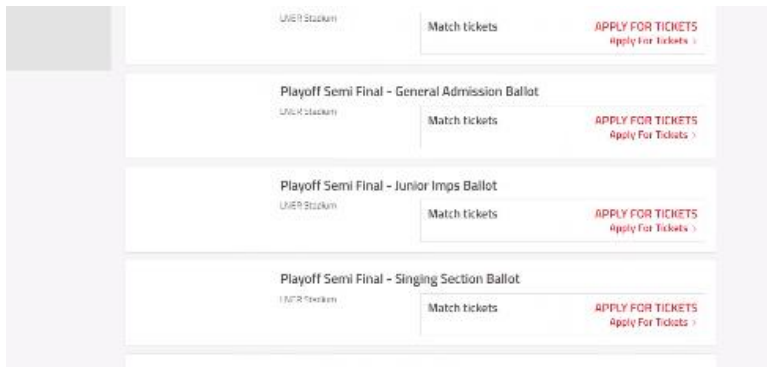 LNER Stadium
Match tickets
APPLY FOR TICKETS
Apply For Tickets >
Playoff Semi Final - General Admission Ballot
LNER Stadium
Match tickets
APPLY FOR TICKETS
Apply For Tickets >
Playoff Semi Final - Junior Imps Ballot
LNER Stadium
Match tickets
APPLY FOR TICKETS
Apply For Tickets >
Playoff Semi Final - Singing Section Ballot
LNER Stadium
Match tickets
APPLY FOR TICKETS
Apply For Tickets >